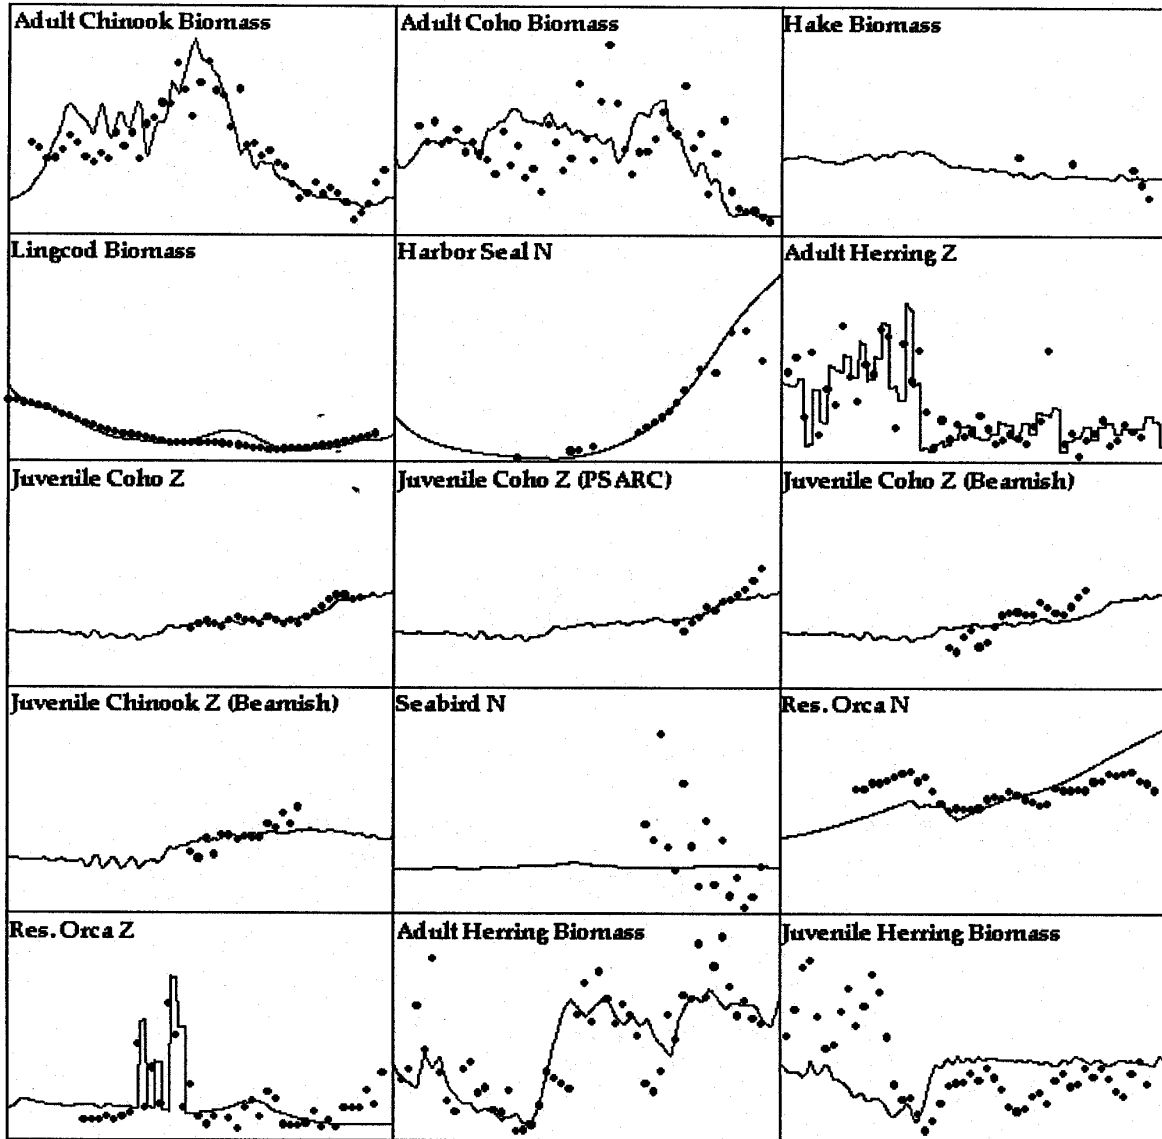 Adult Chinook Biomass
Adult Coho Biomass
Hake Biomass
Lingcod Biomass
Harbor Seal N
Adult Herring Z
Juvenile Coho Z
Juvenile Coho Z (PSARC)
Juvenile Coho Z (Beamish)
Juvenile Chinook Z (Beamish)
Seabird N
Res. Orca N
Res. Orca Z
Adult Herring Biomass
Juvenile Herring Biomass